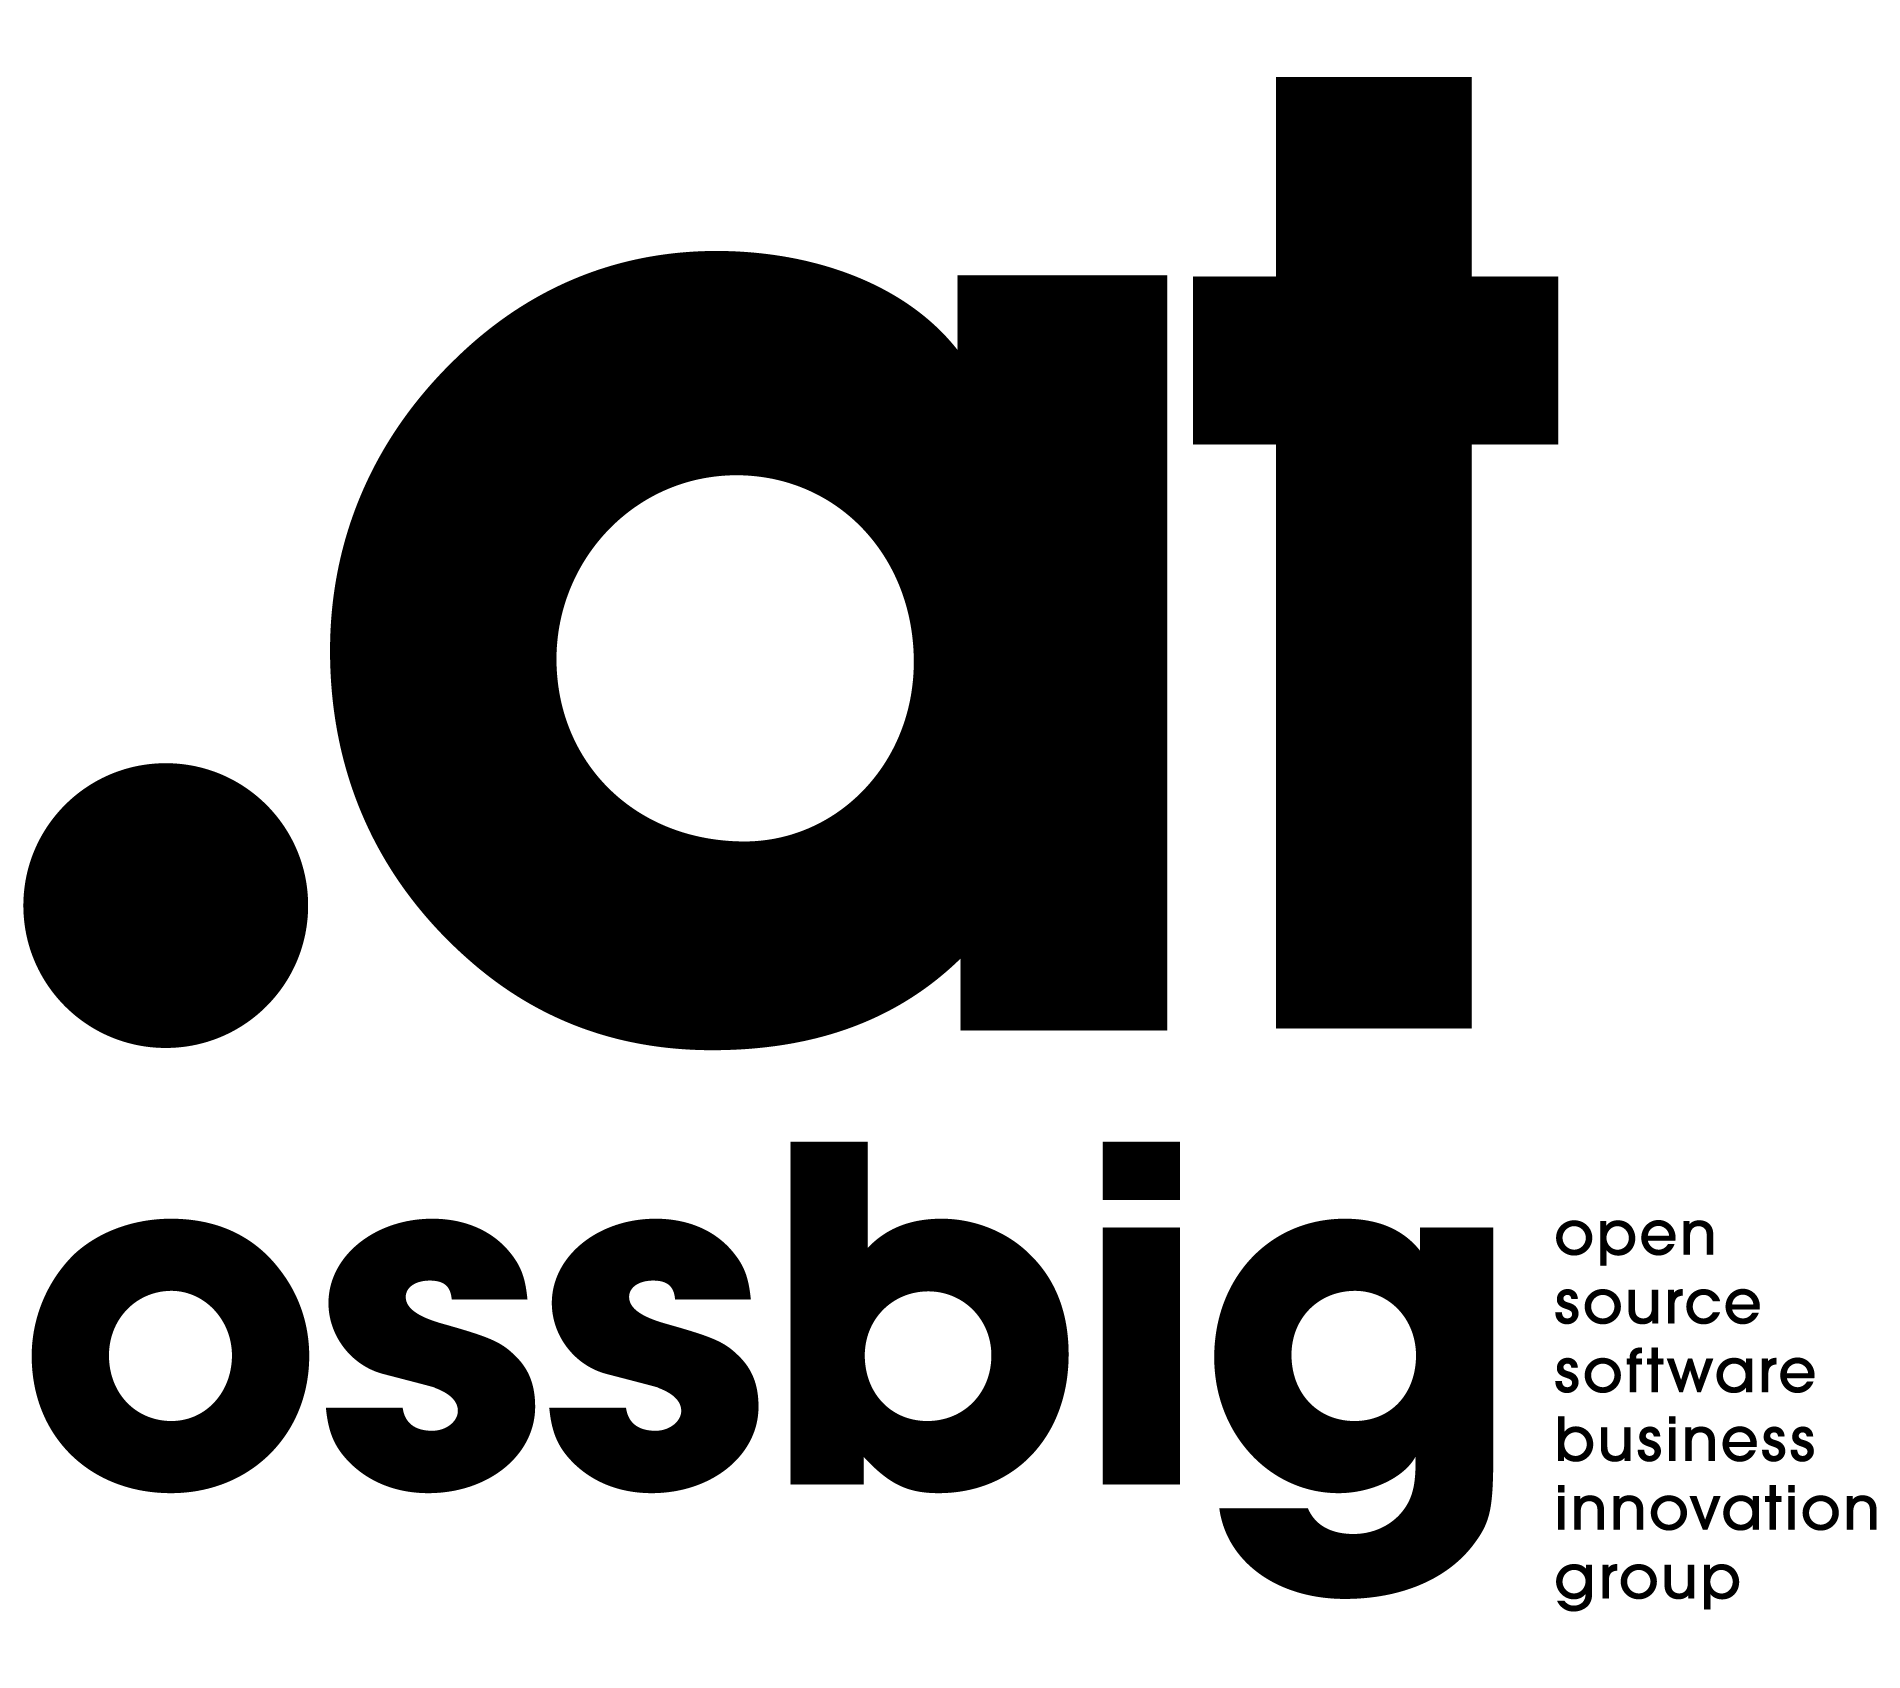 .at
ossbig
open
source
software
business
innovation
group